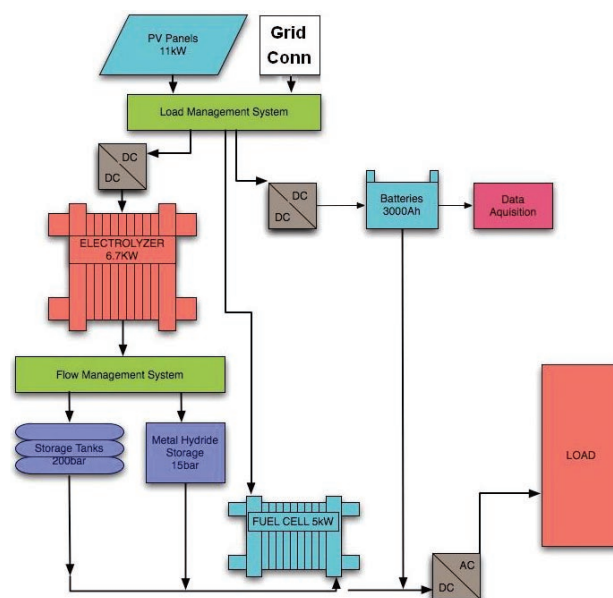 PV Panels
11kW
Grid
Conn
Load Management System
DC
DC
DC
DC
Batteries
3000Ah
Data
Aquisition
ELECTROLYZER
6.7KW
Flow Management System
Storage Tanks
200bar
Metal Hydride
Storage
15bar
LOAD
FUEL CELL 5kW
AC
DC